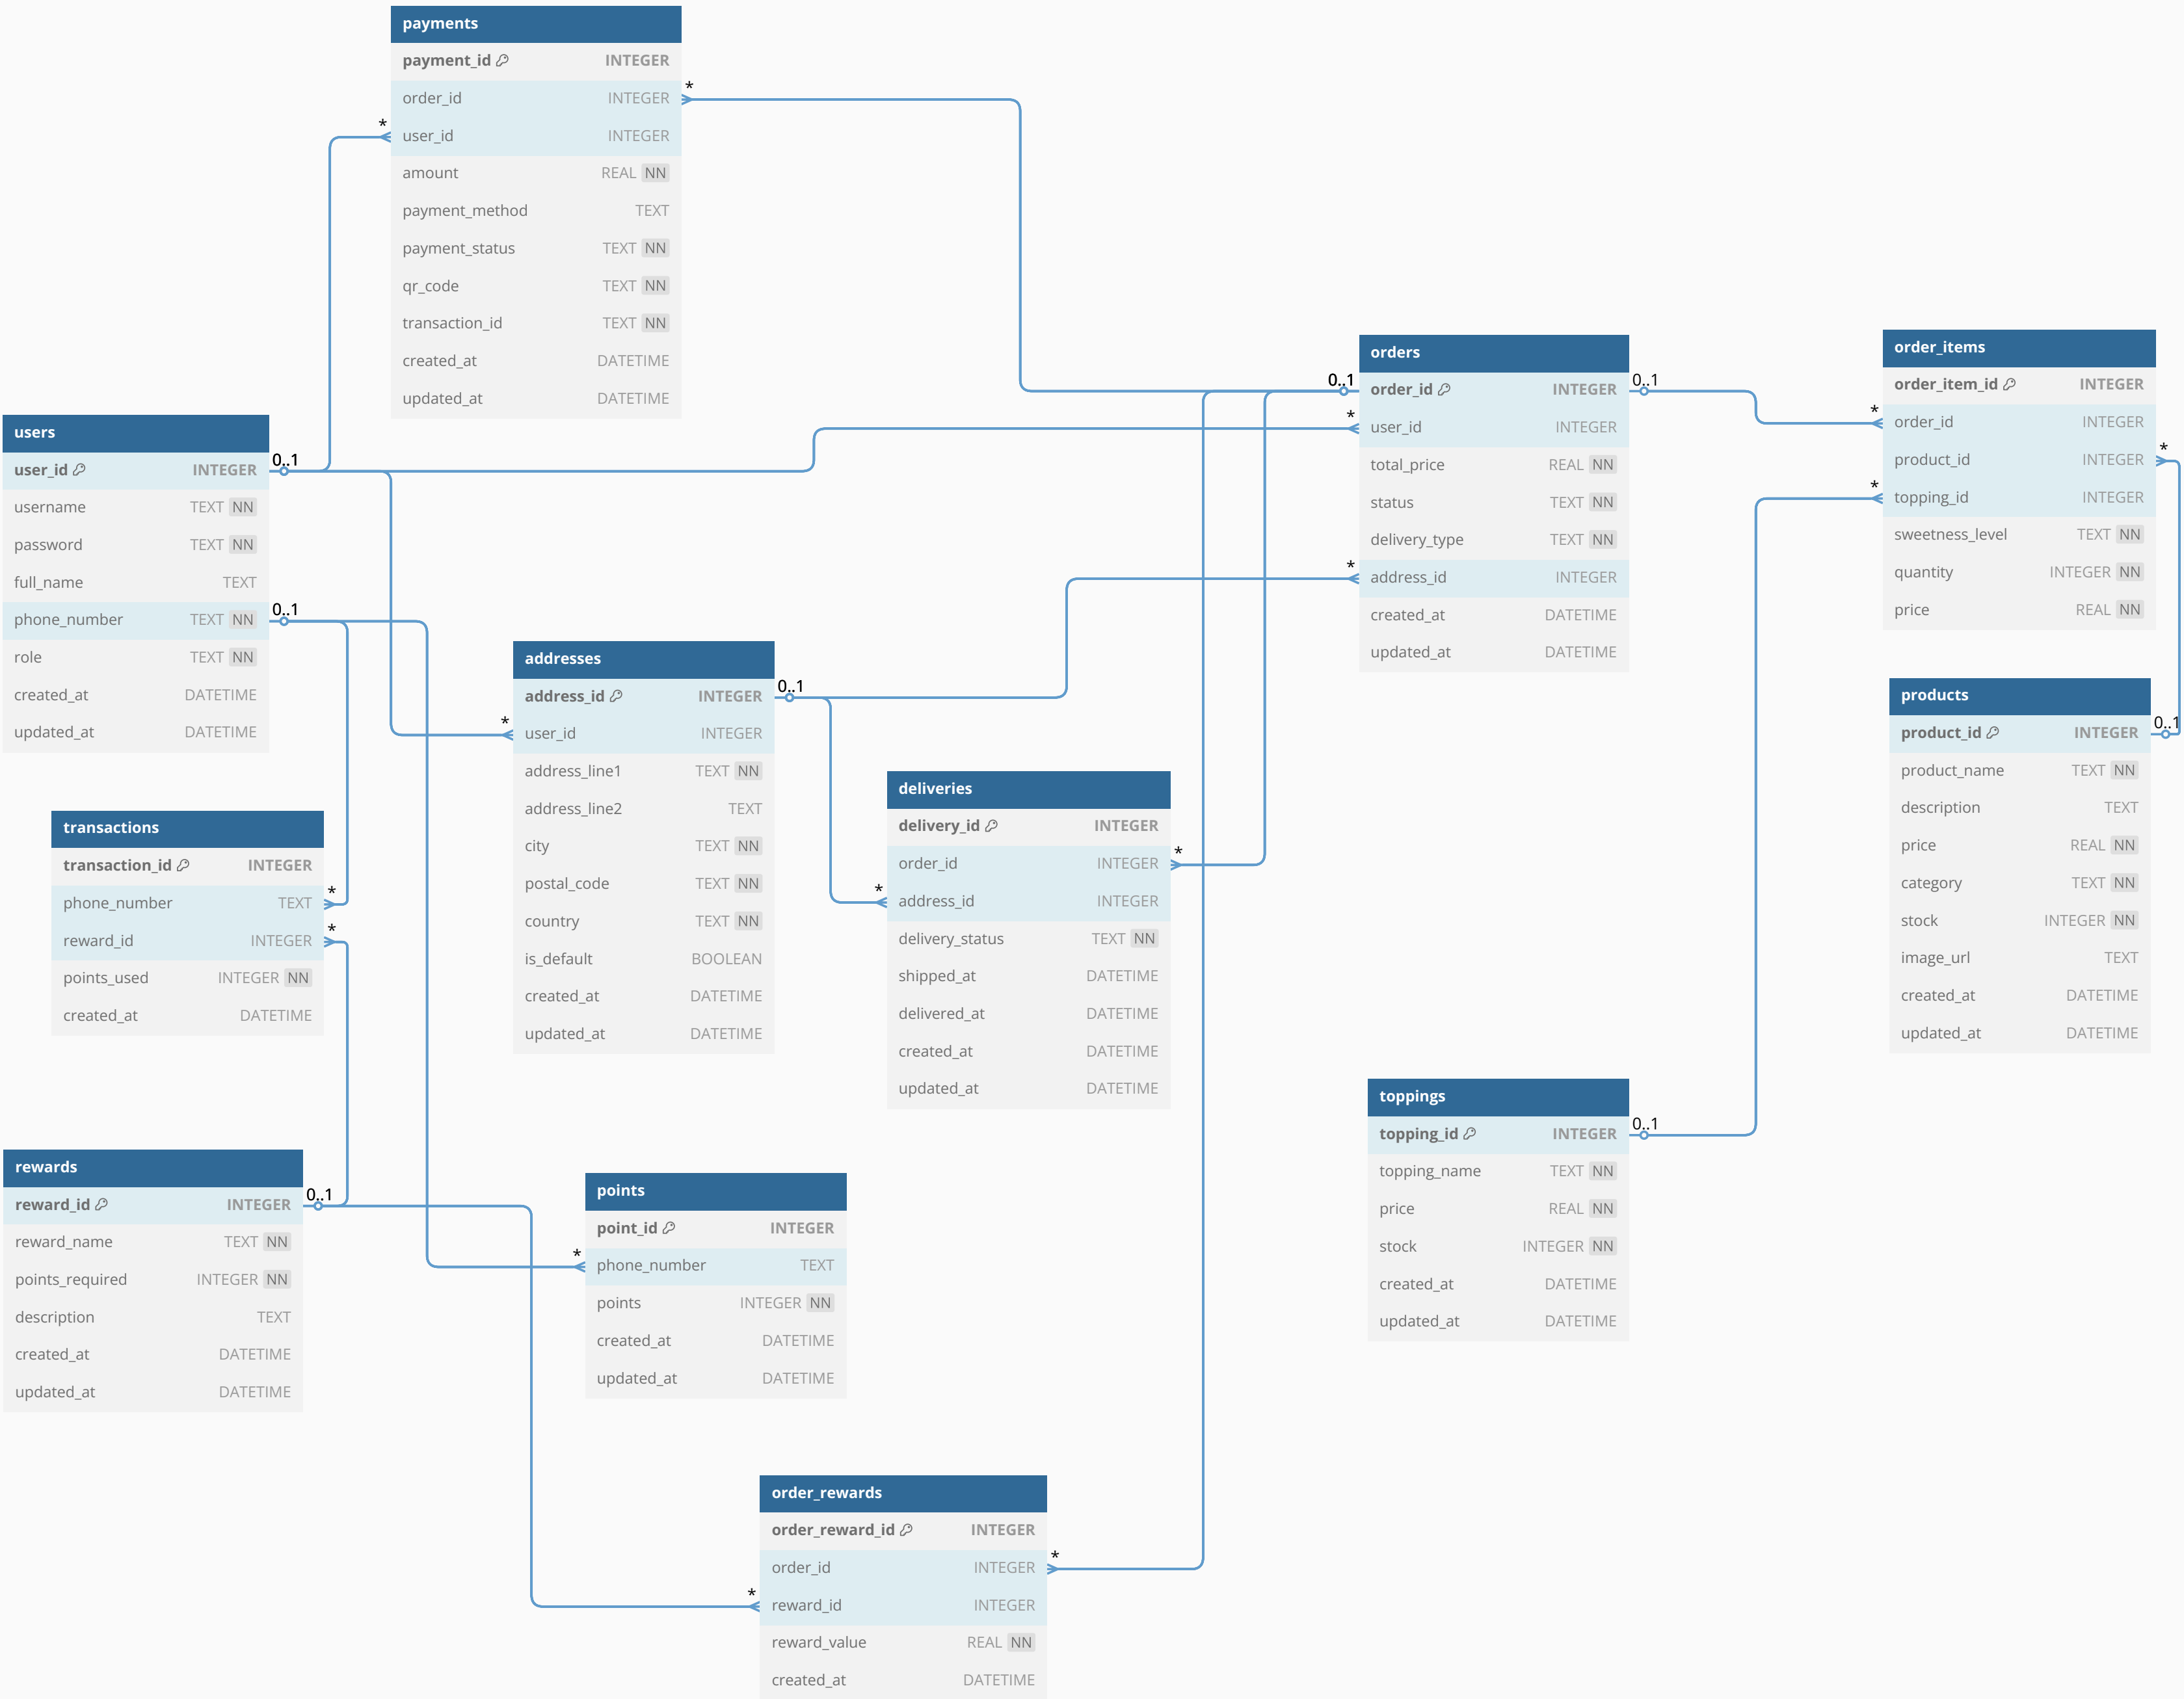 payments
payment_id INTEGER
order_id INTEGER *
* user_id INTEGER
amount REAL NN
payment_method TEXT
payment_status TEXT NN
qr_code TEXT NN
transaction_id TEXT NN
created_at DATETIME
updated_at DATETIME
users
user_id INTEGER 0..1
username TEXT NN
password TEXT NN
full_name TEXT
phone_number TEXT NN 0..1
role TEXT NN
created_at DATETIME
updated_at DATETIME
orders
0..1 order_id INTEGER 0..1
* user_id INTEGER
total_price REAL NN
status TEXT NN
delivery_type TEXT NN
* address_id INTEGER
created_at DATETIME
updated_at DATETIME
order_items
order_item_id INTEGER
* order_id INTEGER
product_id INTEGER *
* topping_id INTEGER
sweetness_level TEXT NN
quantity INTEGER NN
price REAL NN
addresses
address_id INTEGER 0..1
* user_id INTEGER
address_line1 TEXT NN
address_line2 TEXT
city TEXT NN
postal_code TEXT NN
country TEXT NN
is_default BOOLEAN
created_at DATETIME
updated_at DATETIME
products
product_id INTEGER 0..1
product_name TEXT NN
description TEXT
price REAL NN
category TEXT NN
stock INTEGER NN
image_url TEXT
created_at DATETIME
updated_at DATETIME
deliveries
delivery_id INTEGER
order_id INTEGER *
* address_id INTEGER
delivery_status TEXT NN
shipped_at DATETIME
delivered_at DATETIME
created_at DATETIME
updated_at DATETIME
transactions
transaction_id INTEGER
phone_number TEXT *
reward_id INTEGER *
points_used INTEGER NN
created_at DATETIME
toppings
topping_id INTEGER 0..1
topping_name TEXT NN
price REAL NN
stock INTEGER NN
created_at DATETIME
updated_at DATETIME
rewards
reward_id INTEGER 0..1
reward_name TEXT NN
points_required INTEGER NN
description TEXT
created_at DATETIME
updated_at DATETIME
points
point_id INTEGER
* phone_number TEXT
points INTEGER NN
created_at DATETIME
updated_at DATETIME
order_rewards
order_reward_id INTEGER
order_id INTEGER *
* reward_id INTEGER
reward_value REAL NN
created_at DATETIME